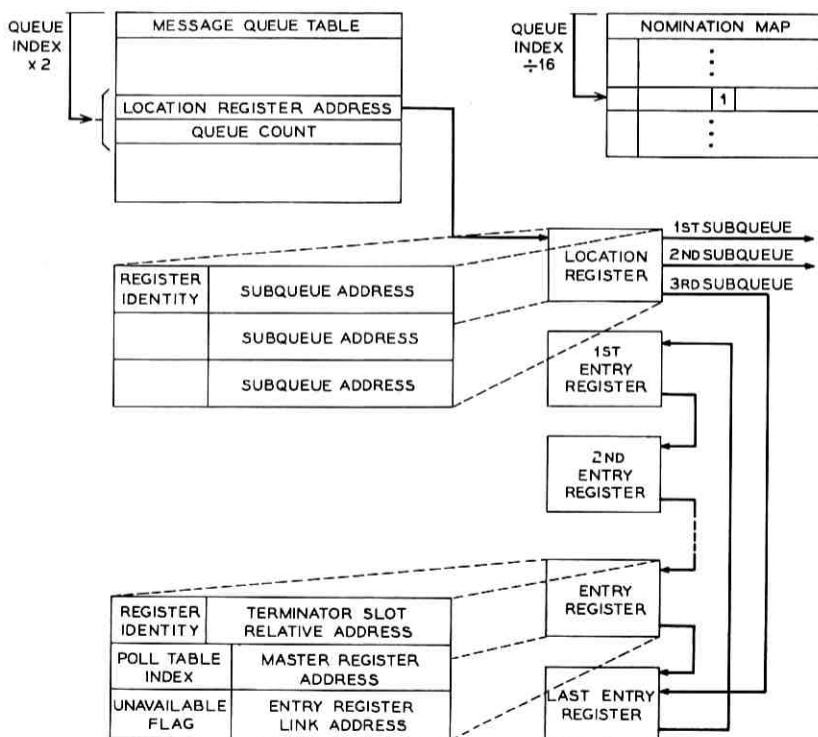 QUEUE
INDEX
x 2
MESSAGE QUEUE TABLE
LOCATION REGISTER ADDRESS
QUEUE COUNT
QUEUE
INDEX
÷16
NOMINATION MAP
1
REGISTER
IDENTITY
SUBQUEUE ADDRESS
SUBQUEUE ADDRESS
SUBQUEUE ADDRESS
LOCATION
REGISTER
1ST SUBQUEUE
2ND SUBQUEUE
3RD SUBQUEUE
1ST
ENTRY
REGISTER
2ND
ENTRY
REGISTER
ENTRY
REGISTER
LAST ENTRY
REGISTER
REGISTER
IDENTITY
TERMINATOR SLOT
RELATIVE ADDRESS
POLL TABLE
INDEX
MASTER REGISTER
ADDRESS
UNAVAILABLE
FLAG
ENTRY REGISTER
LINK ADDRESS